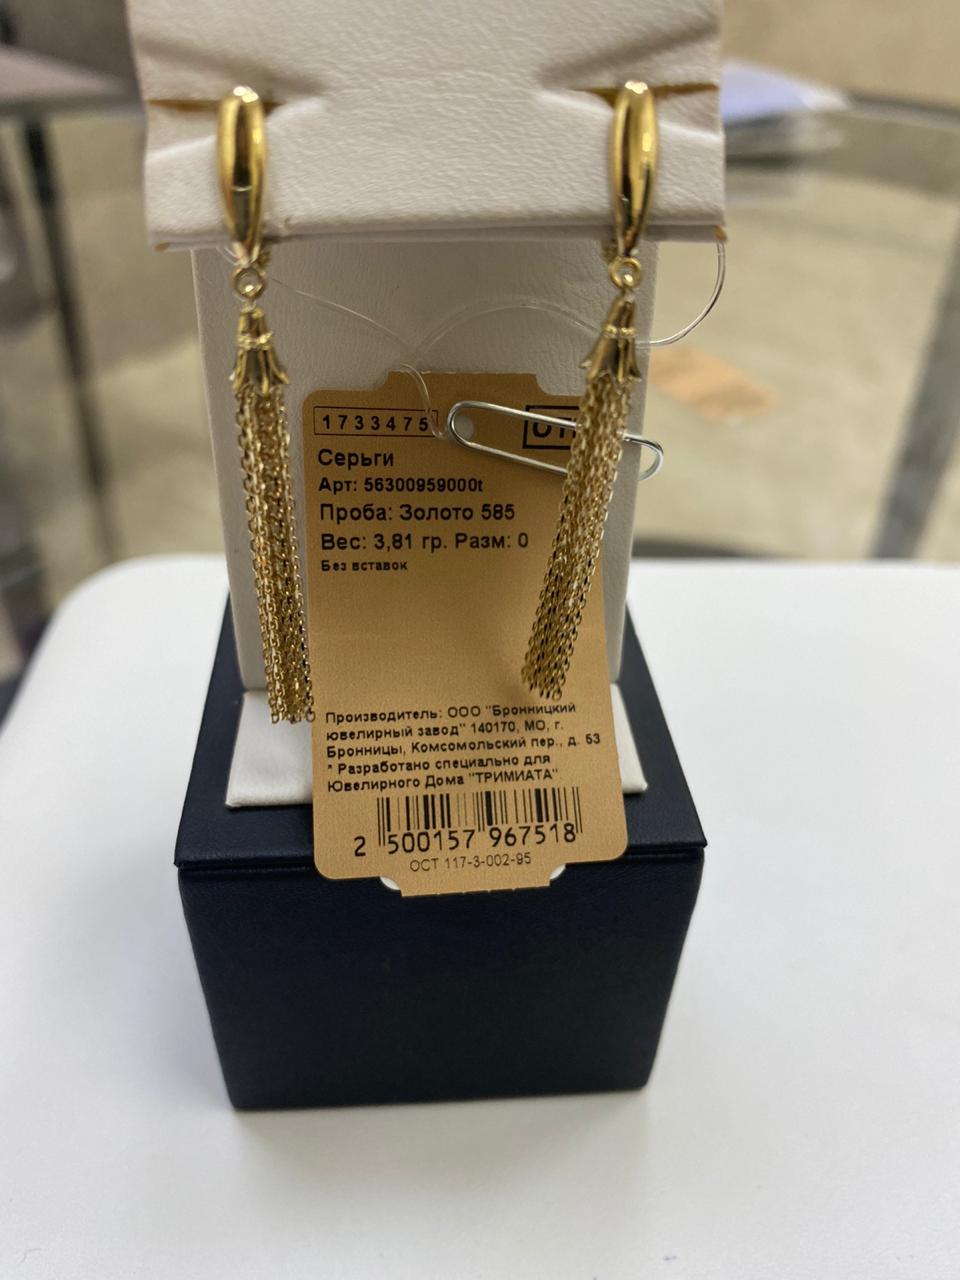 1733475
Серьги
Арт: 56300959000t
Проба: Золото 585
Вес: 3,81 гр. Разм: 0
Без вставок
Производитель: ООО "Бронницкий
ювелирный завод" 140170, МО, г.
Бронницы, Комсомольский пер., д. 53
* Разработано специально для
Ювелирного Дома "ТРИМИАТА".
2 500157 967518
ОСТ 117-3-002-95